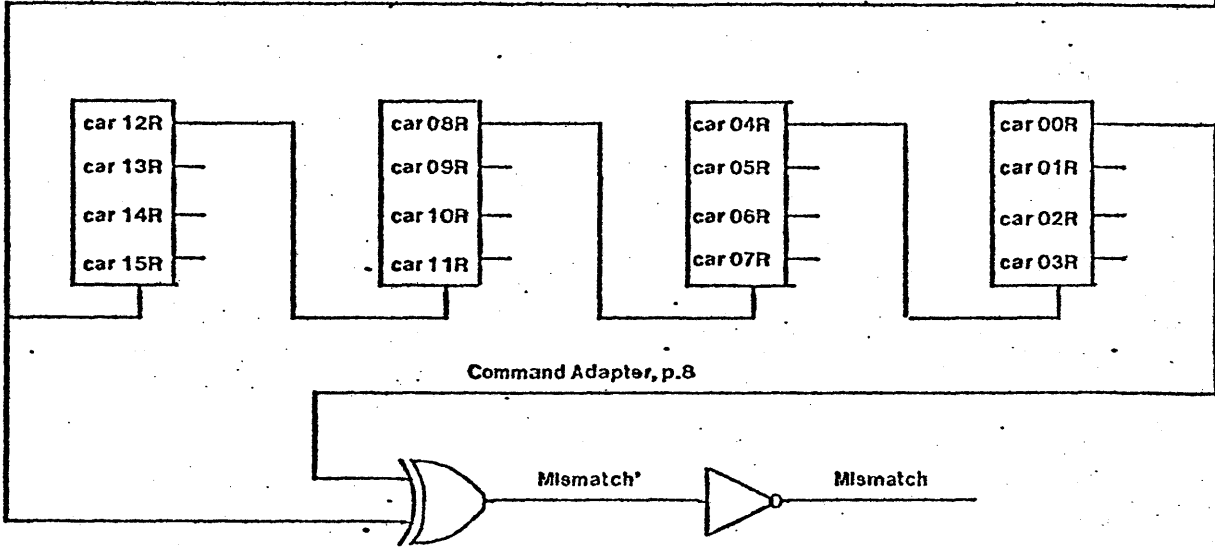 car 12R
car 13R
car 14R
car 15R
car 08R
car 09R
car 10R
car 11R
car 04R
car 05R
car 06R
car 07R
car 00R
car 01R
car 02R
car 03R
Command Adapter, p.8
Mismatch'
Mismatch